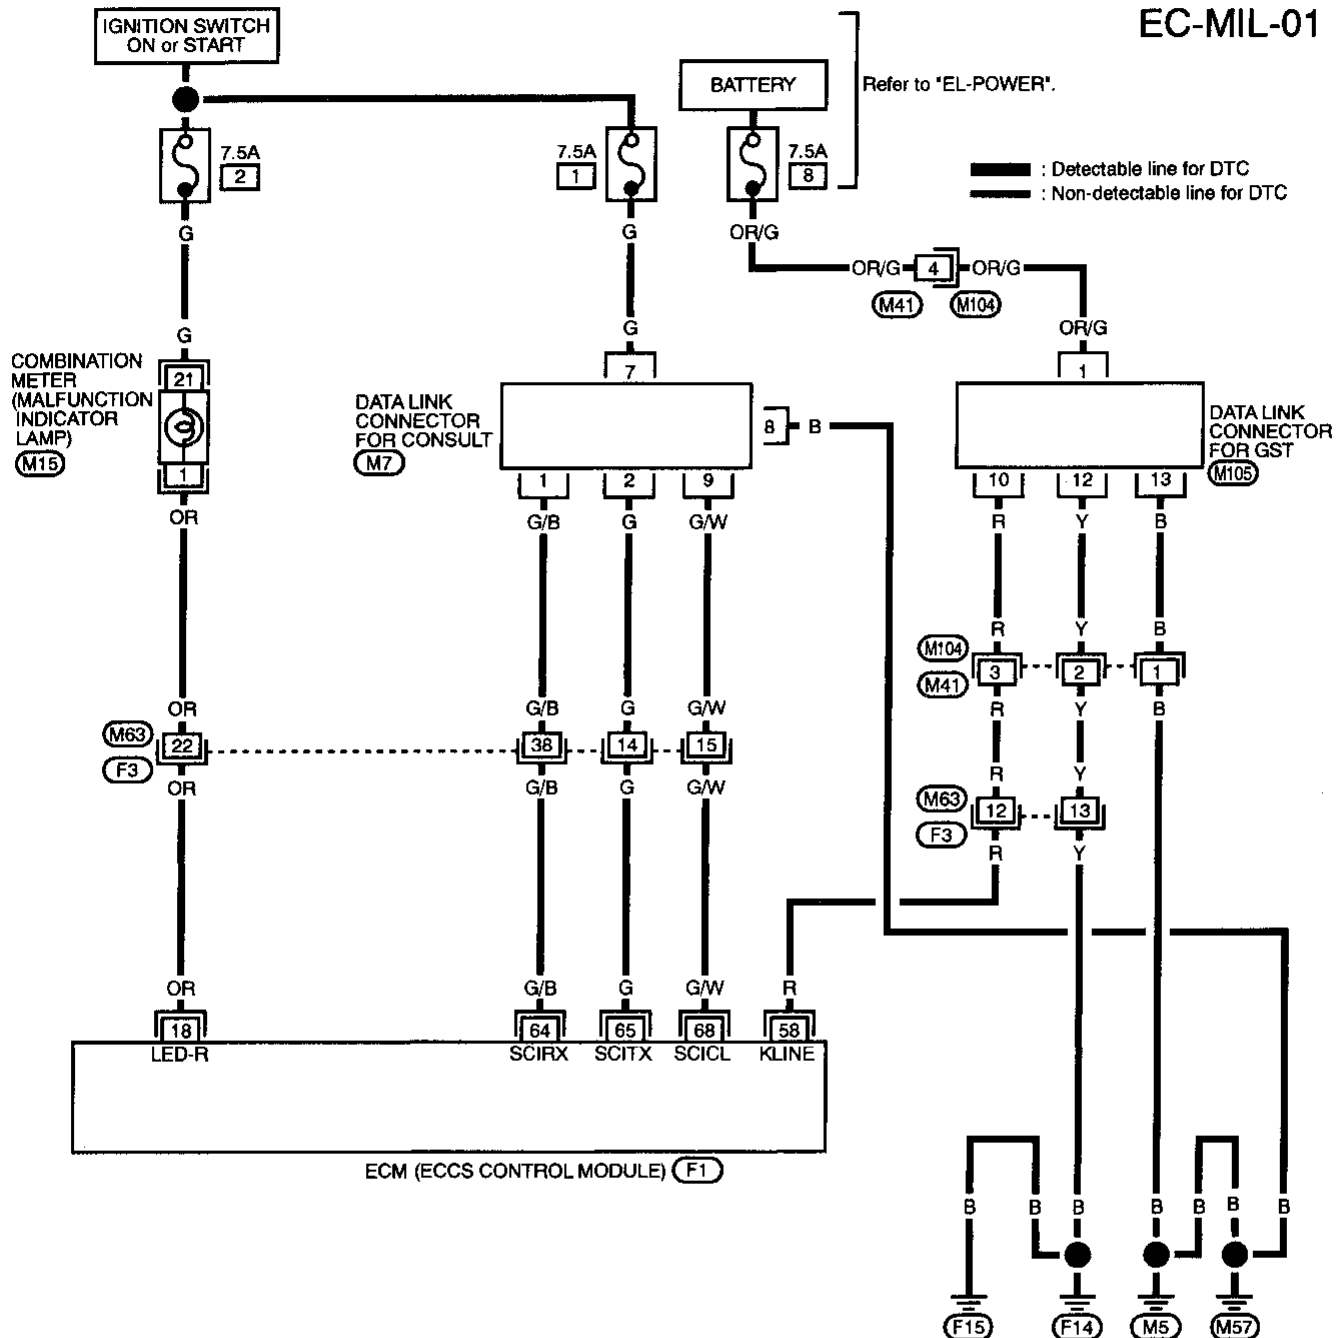 EC-MIL-01
IGNITION SWITCH
ON or START
BATTERY
Refer to "EL-POWER".
7.5A
2
7.5A
1
7.5A
8
: Detectable line for DTC
: Non-detectable line for DTC
G
G
OR/G
OR/G
4
OR/G
M41
M104
G
G
OR/G
COMBINATION
METER
(MALFUNCTION
INDICATOR
LAMP)
M15
21
1
DATA LINK
CONNECTOR
FOR CONSULT
M7
7
8
B
1
2
9
1
DATA LINK
CONNECTOR
FOR GST
M105
10
12
13
OR
G/B
G
G/W
R
Y
B
R
Y
B
M104
M41
3
2
1
R
Y
B
OR
G/B
G
G/W
M63
F3
22
38
14
15
OR
G/B
G
G/W
R
Y
M63
F3
12
13
R
Y
OR
G/B
G
G/W
R
18
64
65
68
58
LED-R
SCIRX
SCITX
SCICL
KLINE
ECM (ECCS CONTROL MODULE)
F1
B
B
B
B
B
B
B
F15
F14
M5
M57